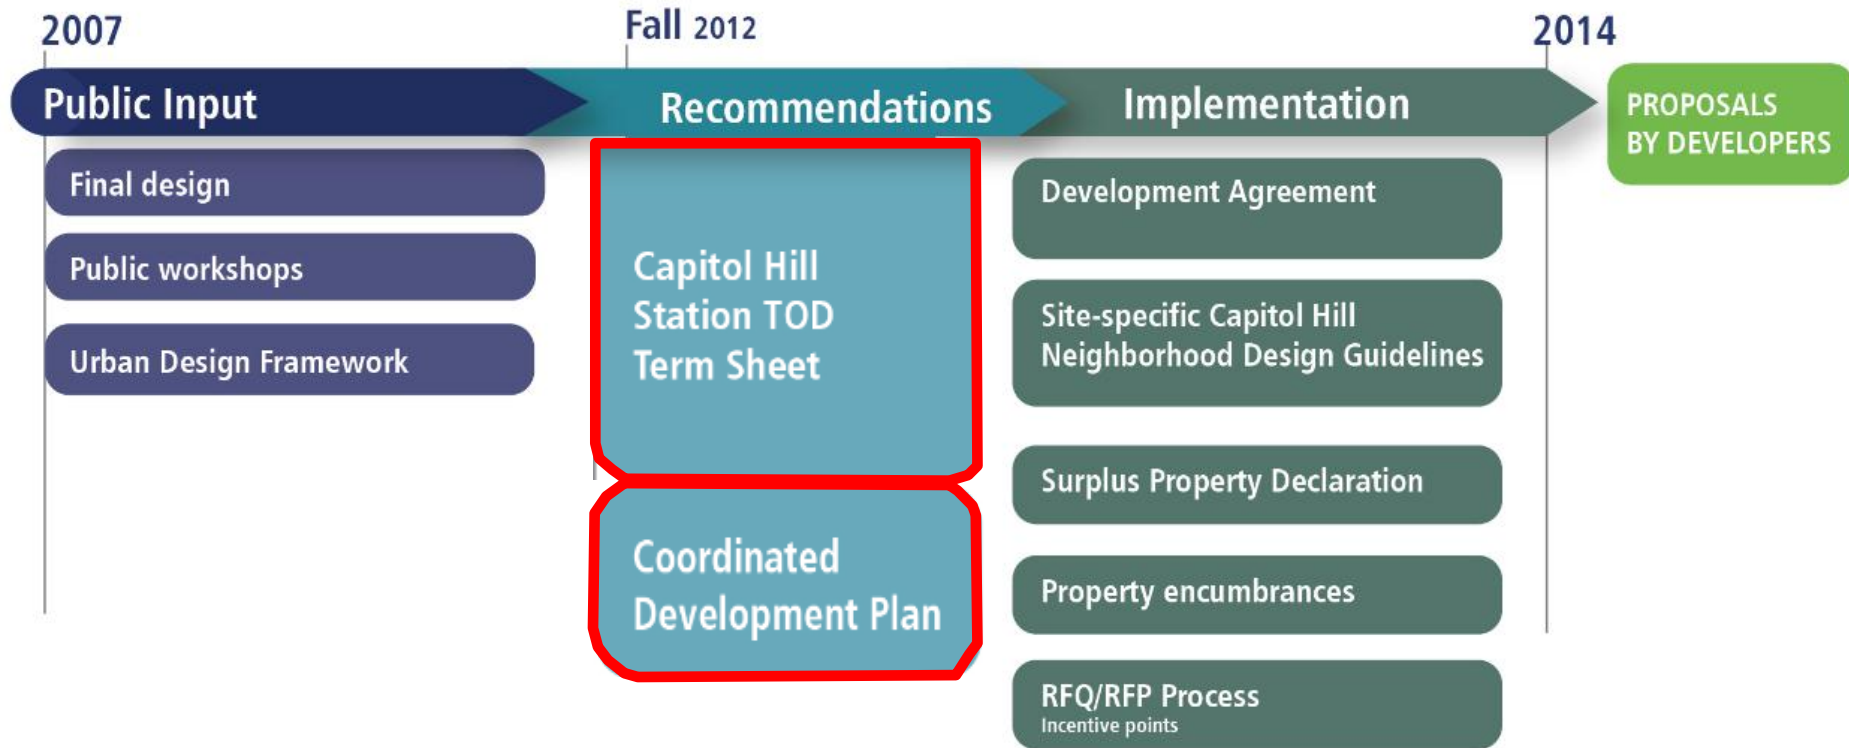 2007
Fall 2012
2014
Public Input
Recommendations
Implementation
PROPOSALS
BY DEVELOPERS
Final design
Public workshops
Urban Design Framework
Capitol Hill
Station TOD
Term Sheet
Coordinated
Development Plan
Development Agreement
Site-specific Capitol Hill
Neighborhood Design Guidelines
Surplus Property Declaration
Property encumbrances
RFQ/RFP Process
Incentive points